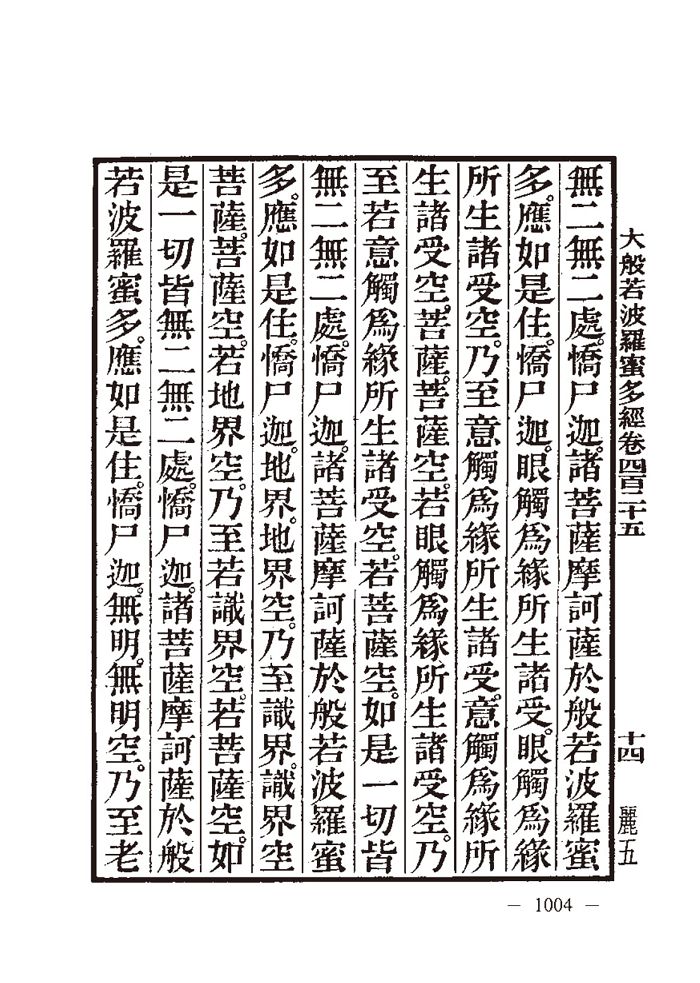 大般若波羅蜜多經卷四百二十五 十四 麗五
無二無二處。憍尸迦。諸菩薩摩訶薩於般若波羅蜜
多。應如是住。憍尸迦。眼觸爲緣所生諸受。眼觸爲緣
所生諸受空。乃至意觸爲緣所生諸受。意觸爲緣所
生諸受空。菩薩。菩薩空。若眼觸爲緣所生諸受空。乃
至若意觸爲緣所生諸受空。若菩薩空。如是一切皆
無二無二處。憍尸迦。諸菩薩摩訶薩於般若波羅蜜
多。應如是住。憍尸迦。地界。地界空。乃至識界。識界空
菩薩。菩薩空。若地界空。乃至若識界空。若菩薩空。如
是一切皆無二無二處。憍尸迦。諸菩薩摩訶薩於般
若波羅蜜多。應如是住。憍尸迦。無明。無明空。乃至老
— 1004 —